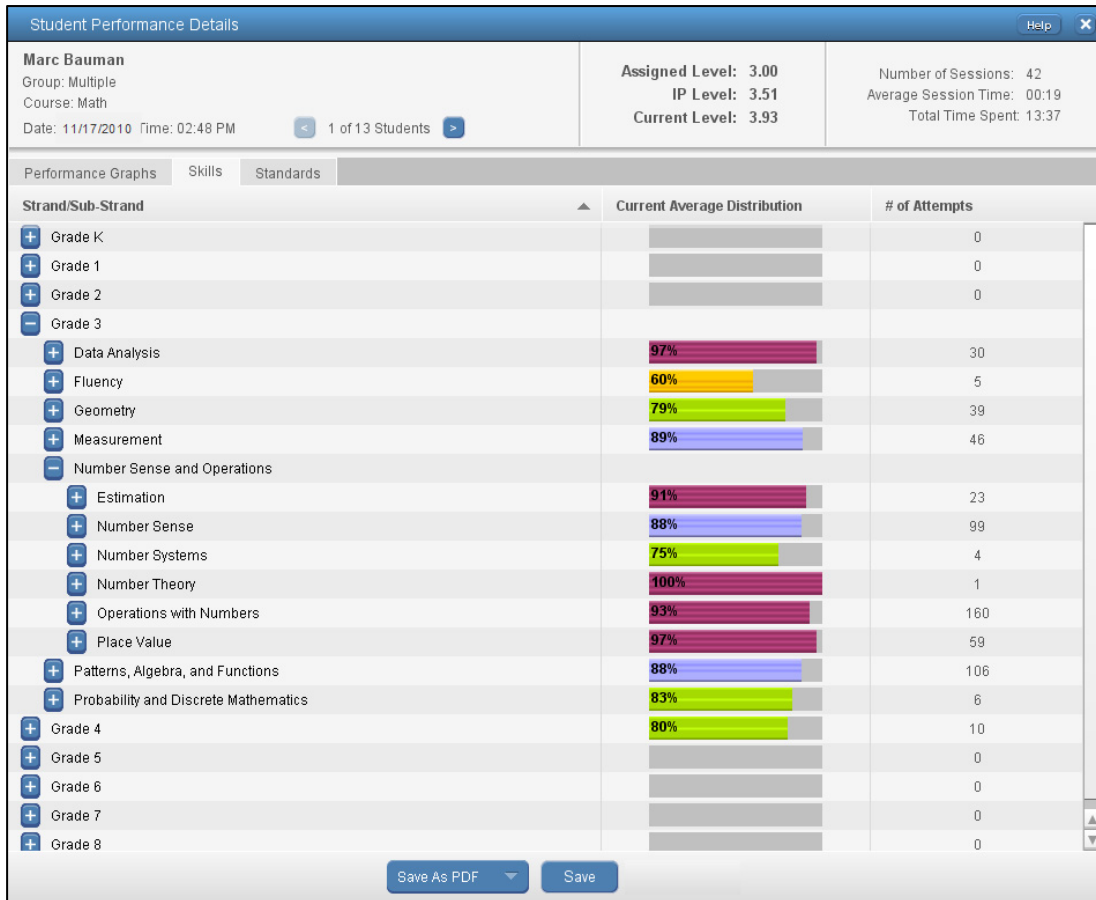 Student Performance Details
Help
Marc Bauman
Group: Multiple
Course: Math
Date: 11/17/2010 Time: 02:48 PM
< 1 of 13 Students >
Assigned Level: 3.00
IP Level: 3.51
Current Level: 3.93
Number of Sessions: 42
Average Session Time: 00:19
Total Time Spent: 13:37
Performance Graphs Skills Standards
Strand/Sub-Strand Current Average Distribution # of Attempts
Grade K 0
Grade 1 0
Grade 2 0
Grade 3
Data Analysis 97% 30
Fluency 60% 5
Geometry 79% 39
Measurement 89% 46
Number Sense and Operations
Estimation 91% 23
Number Sense 88% 99
Number Systems 75% 4
Number Theory 100% 1
Operations with Numbers 93% 160
Place Value 97% 59
Patterns, Algebra, and Functions 88% 106
Probability and Discrete Mathematics 83% 6
Grade 4 80% 10
Grade 5 0
Grade 6 0
Grade 7 0
Grade 8 0
Save As PDF Save